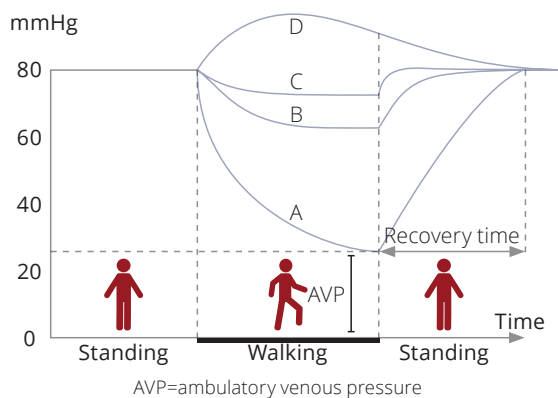 mmHg
D
80
C
60
B
40
A
Recovery time
20
AVP
0
Time
Standing
Walking
Standing
AVP=ambulatory venous pressure